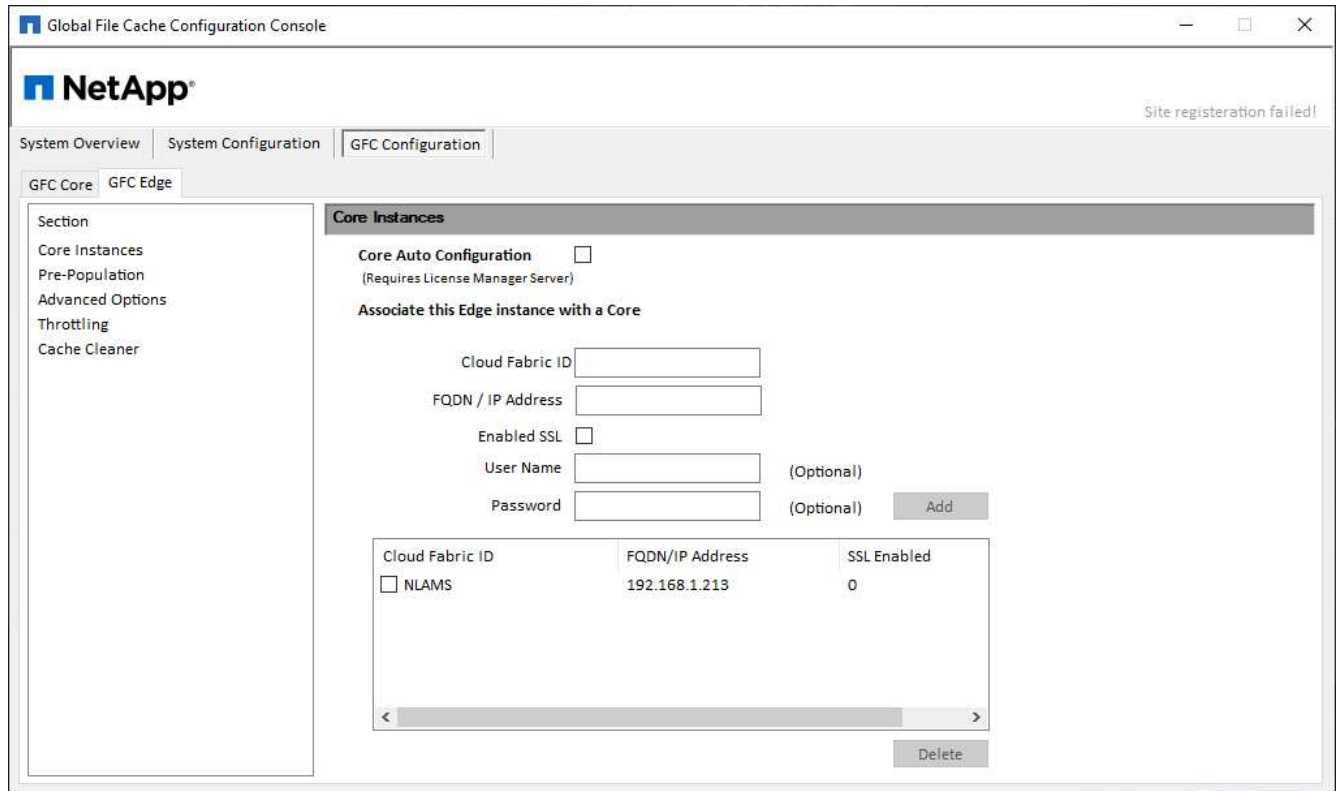 Global File Cache Configuration Console
NetApp®
Site registeration failed!
System Overview System Configuration GFC Configuration
GFC Core GFC Edge
Section
Core Instances
Pre-Population
Advanced Options
Throttling
Cache Cleaner
Core Instances
Core Auto Configuration
(Requires License Manager Server)
Associate this Edge instance with a Core
Cloud Fabric ID
FQDN / IP Address
Enabled SSL
User Name (Optional)
Password (Optional) Add
Cloud Fabric ID FQDN/IP Address SSL Enabled
NLAMS 192.168.1.213 0
Delete